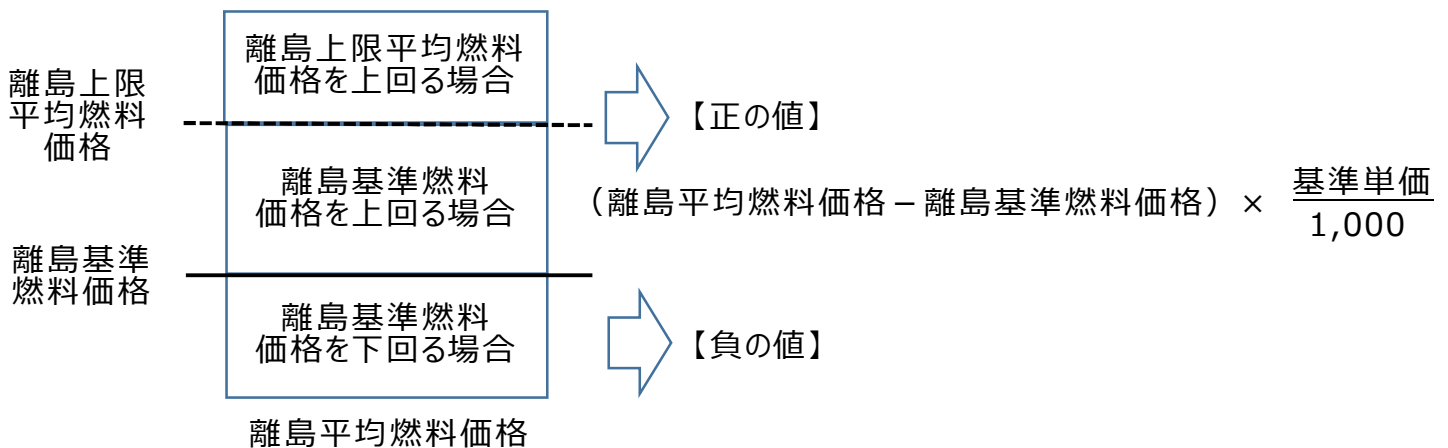 離島上限平均燃料
価格を上回る場合
離島上限
平均燃料
価格
【正の値】
離島基準燃料
価格を上回る場合
（離島平均燃料価格－離島基準燃料価格）× 基準単価
1,000
離島基準
燃料価格
離島基準燃料
価格を下回る場合
【負の値】
離島平均燃料価格